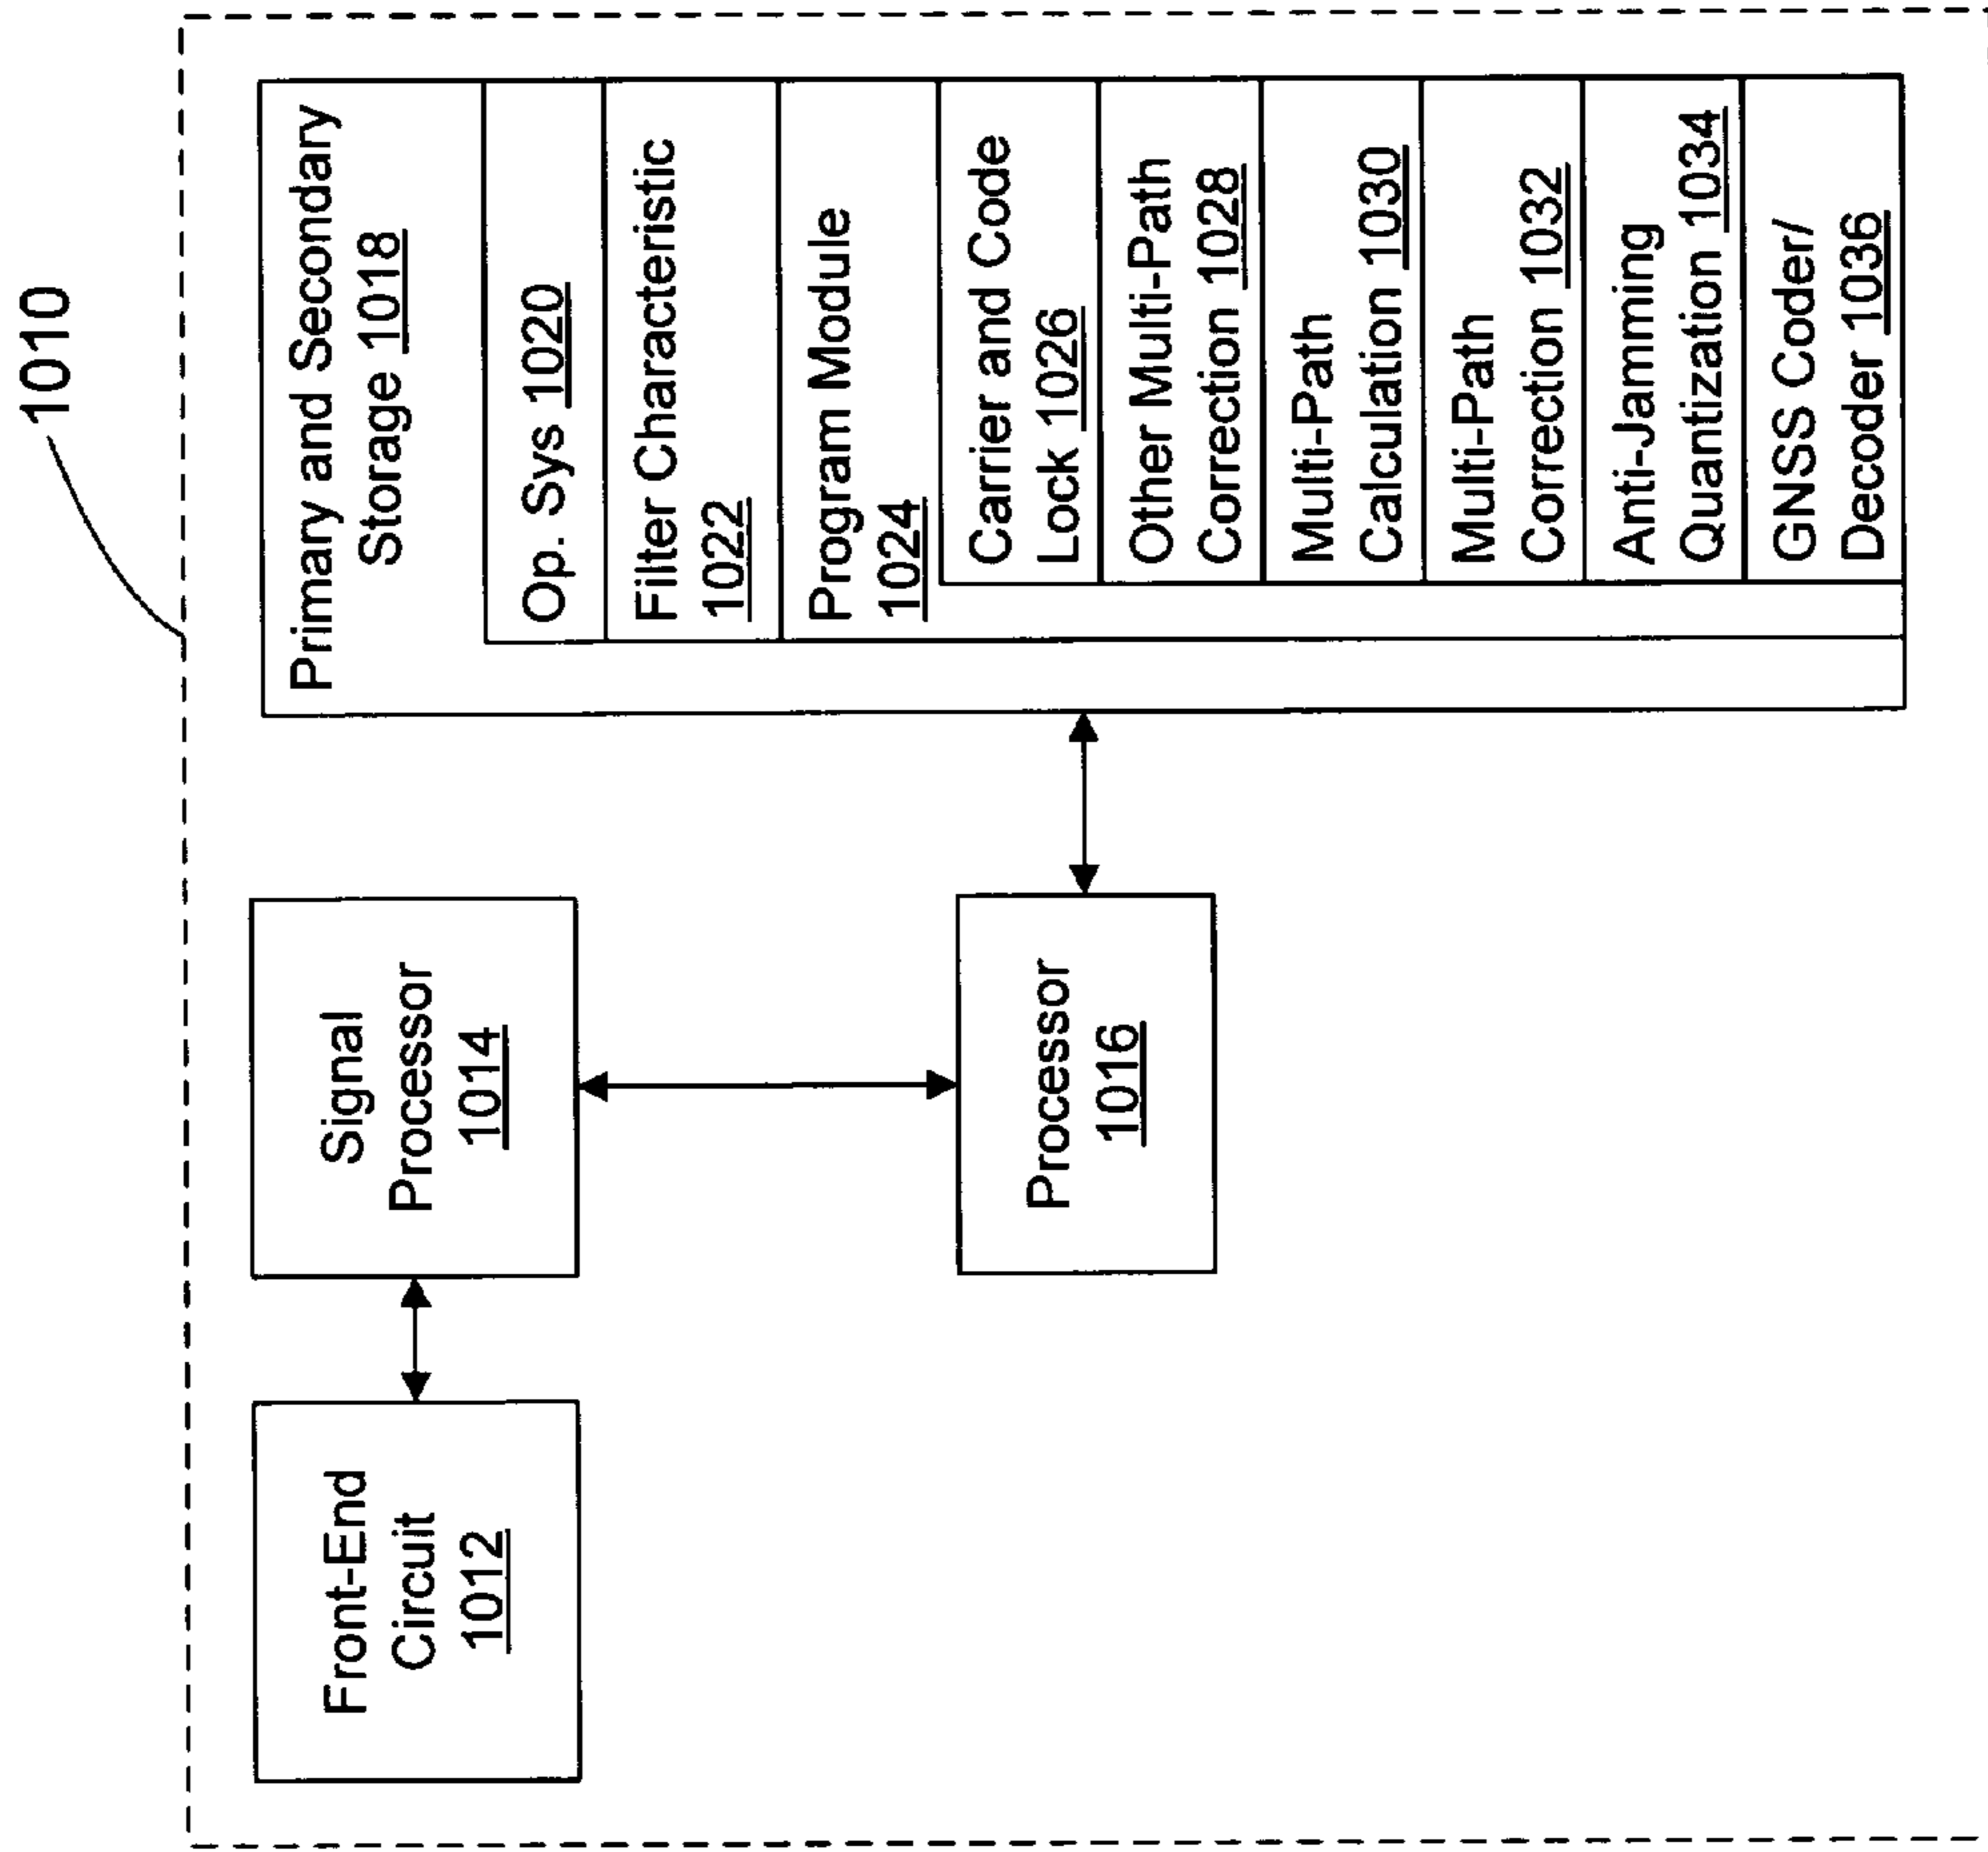 1010
Front-End
Circuit
1012
Signal
Processor
1014
Processor
1016
Primary and Secondary
Storage 1018
Op. Sys 1020
Filter Characteristic
1022
Program Module
1024
Carrier and Code
Lock 1026
Other Multi-Path
Correction 1028
Multi-Path
Calculation 1030
Multi-Path
Correction 1032
Anti-Jamming
Quantization 1034
GNSS Coder/
Decoder 1036